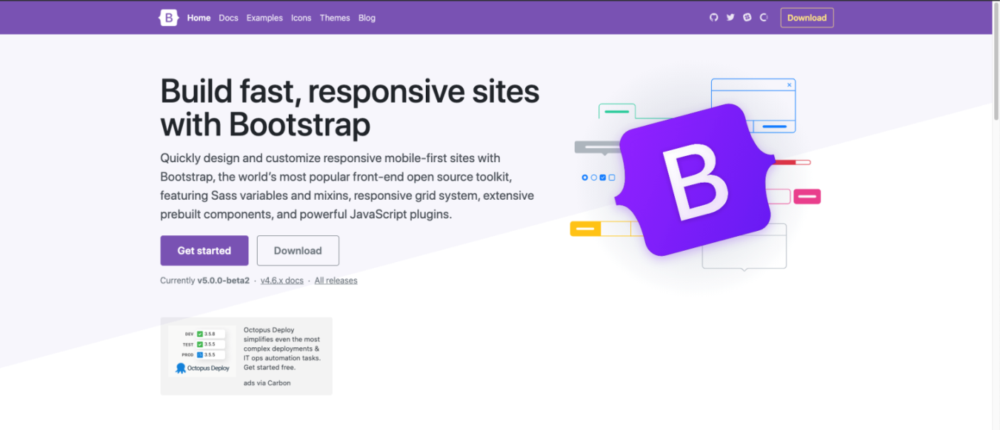 B Home Docs Examples Icons Themes Blog Download
Build fast, responsive sites
with Bootstrap
Quickly design and customize responsive mobile-first sites with
Bootstrap, the world’s most popular front-end open source toolkit,
featuring Sass variables and mixins, responsive grid system, extensive
prebuilt components, and powerful JavaScript plugins.
Get started Download
Currently v5.0.0-beta2 · v4.6.x docs · All releases
B
DEV 3.5.8
TEST 3.5.5
PROD 3.5.5
Octopus Deploy
Octopus Deploy
simplifies even the most
complex deployments &
IT ops automation tasks.
Get started free.
ads via Carbon